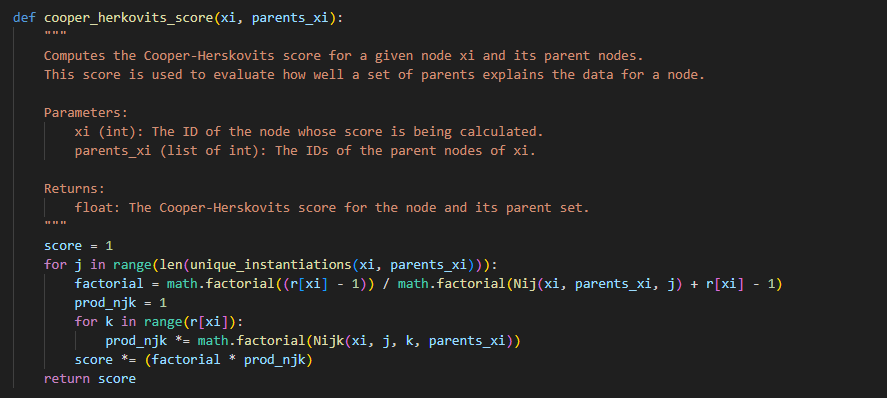 def cooper_herkovits_score(xi, parents_xi):
    """
    Computes the Cooper-Herskovits score for a given node xi and its parent nodes.
    This score is used to evaluate how well a set of parents explains the data for a node.

    Parameters:
        xi (int): The ID of the node whose score is being calculated.
        parents_xi (list of int): The IDs of the parent nodes of xi.

    Returns:
        float: The Cooper-Herskovits score for the node and its parent set.
    """
    score = 1
    for j in range(len(unique_instantiations(xi, parents_xi))):
        factorial = math.factorial((r[xi] - 1)) / math.factorial(Nij(xi, parents_xi, j) + r[xi] - 1)
        prod_njk = 1
        for k in range(r[xi]):
            prod_njk *= math.factorial(Nijk(xi, j, k, parents_xi))
        score *= (factorial * prod_njk)
    return score